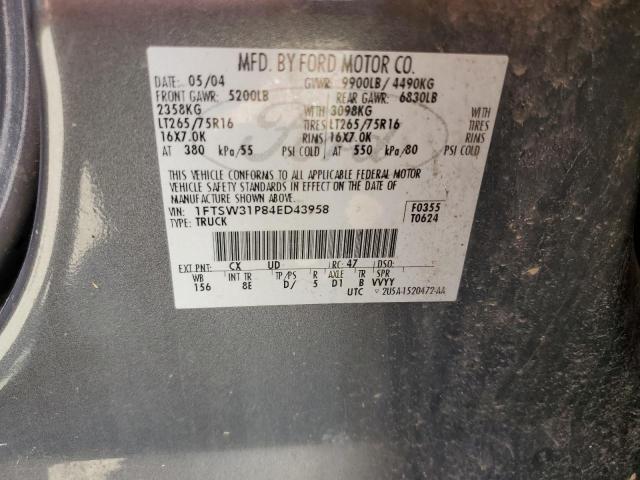 MFD. BY FORD MOTOR CO.
DATE: 05/04 GVWR: 9900LB/ 4490KG
FRONT GAWR: 5200LB REAR GAWR: 6830LB
2358KG WITH 3098KG WITH
LT265/75R16 TIRES LT265/75R16 TIRES
16X7.0K RIMS 16X7.0K RIMS
AT 380 kPa/55 PSI COLD AT 550 kPa/80 PSI COLD
THIS VEHICLE CONFORMS TO ALL APPLICABLE FEDERAL MOTOR
VEHICLE SAFETY STANDARDS IN EFFECT ON THE DATE OF
MANUFACTURE SHOWN ABOVE.
VIN: 1FTSW31P84ED43958 F0355
TYPE: TRUCK T0624
EXT PNT: CX UD RC: 47 DSO:
WB INT TR TP/PS R AXLE TR SPR
156 8E D/ 5 D1 B VVYY
UTC 2U5A-1520472-AA
Ford